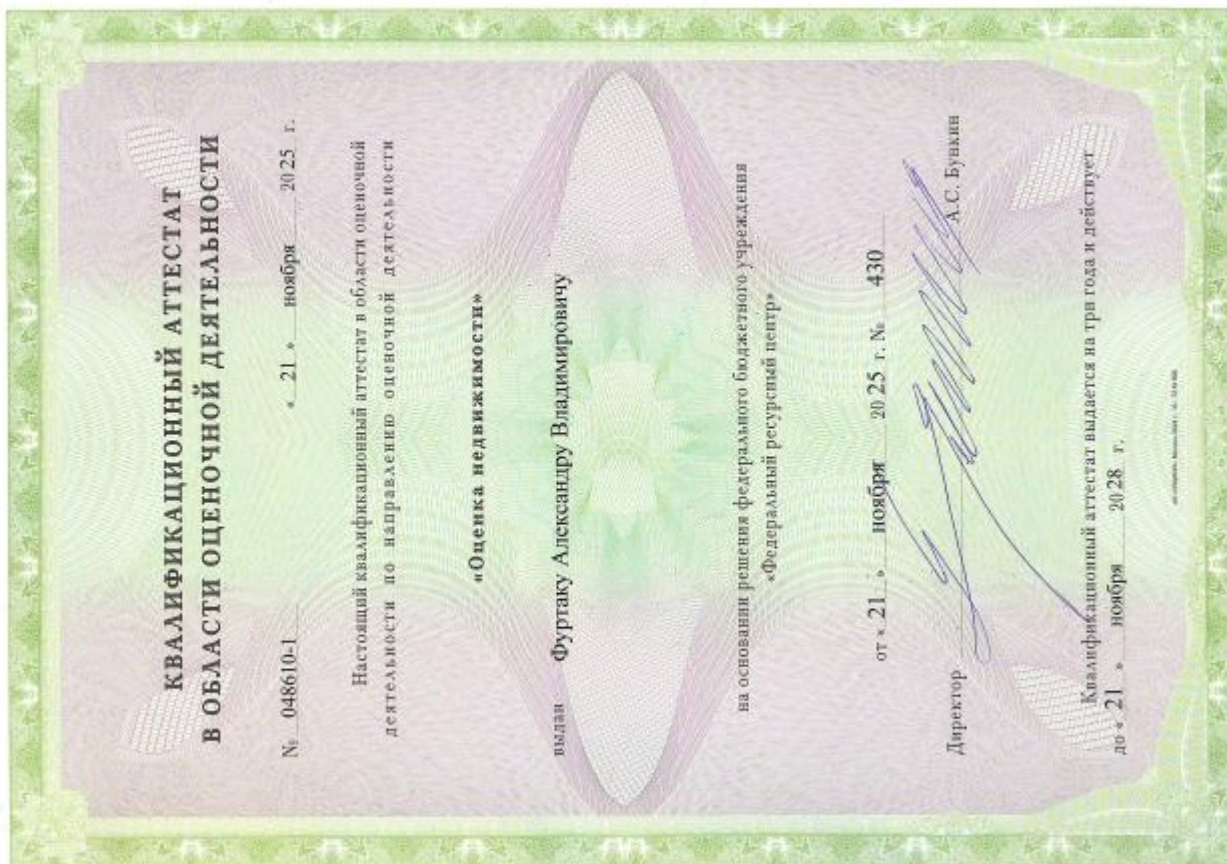 КВАЛИФИКАЦИОННЫЙ АТТЕСТАТ
В ОБЛАСТИ ОЦЕНОЧНОЙ ДЕЯТЕЛЬНОСТИ
№ 048610-1 « 21 » ноября 20 25 г.
Настоящий квалификационный аттестат в области оценочной
деятельности по направлению оценочной деятельности
«Оценка недвижимости»
выдан Фуртаку Александру Владимировичу
на основании решения федерального бюджетного учреждения
«Федеральный ресурсный центр»
от « 21 » ноября 20 25 г. № 430
Директор А.С. Бункин
Квалификационный аттестат выдается на три года и действует
до « 21 » ноября 20 28 г.